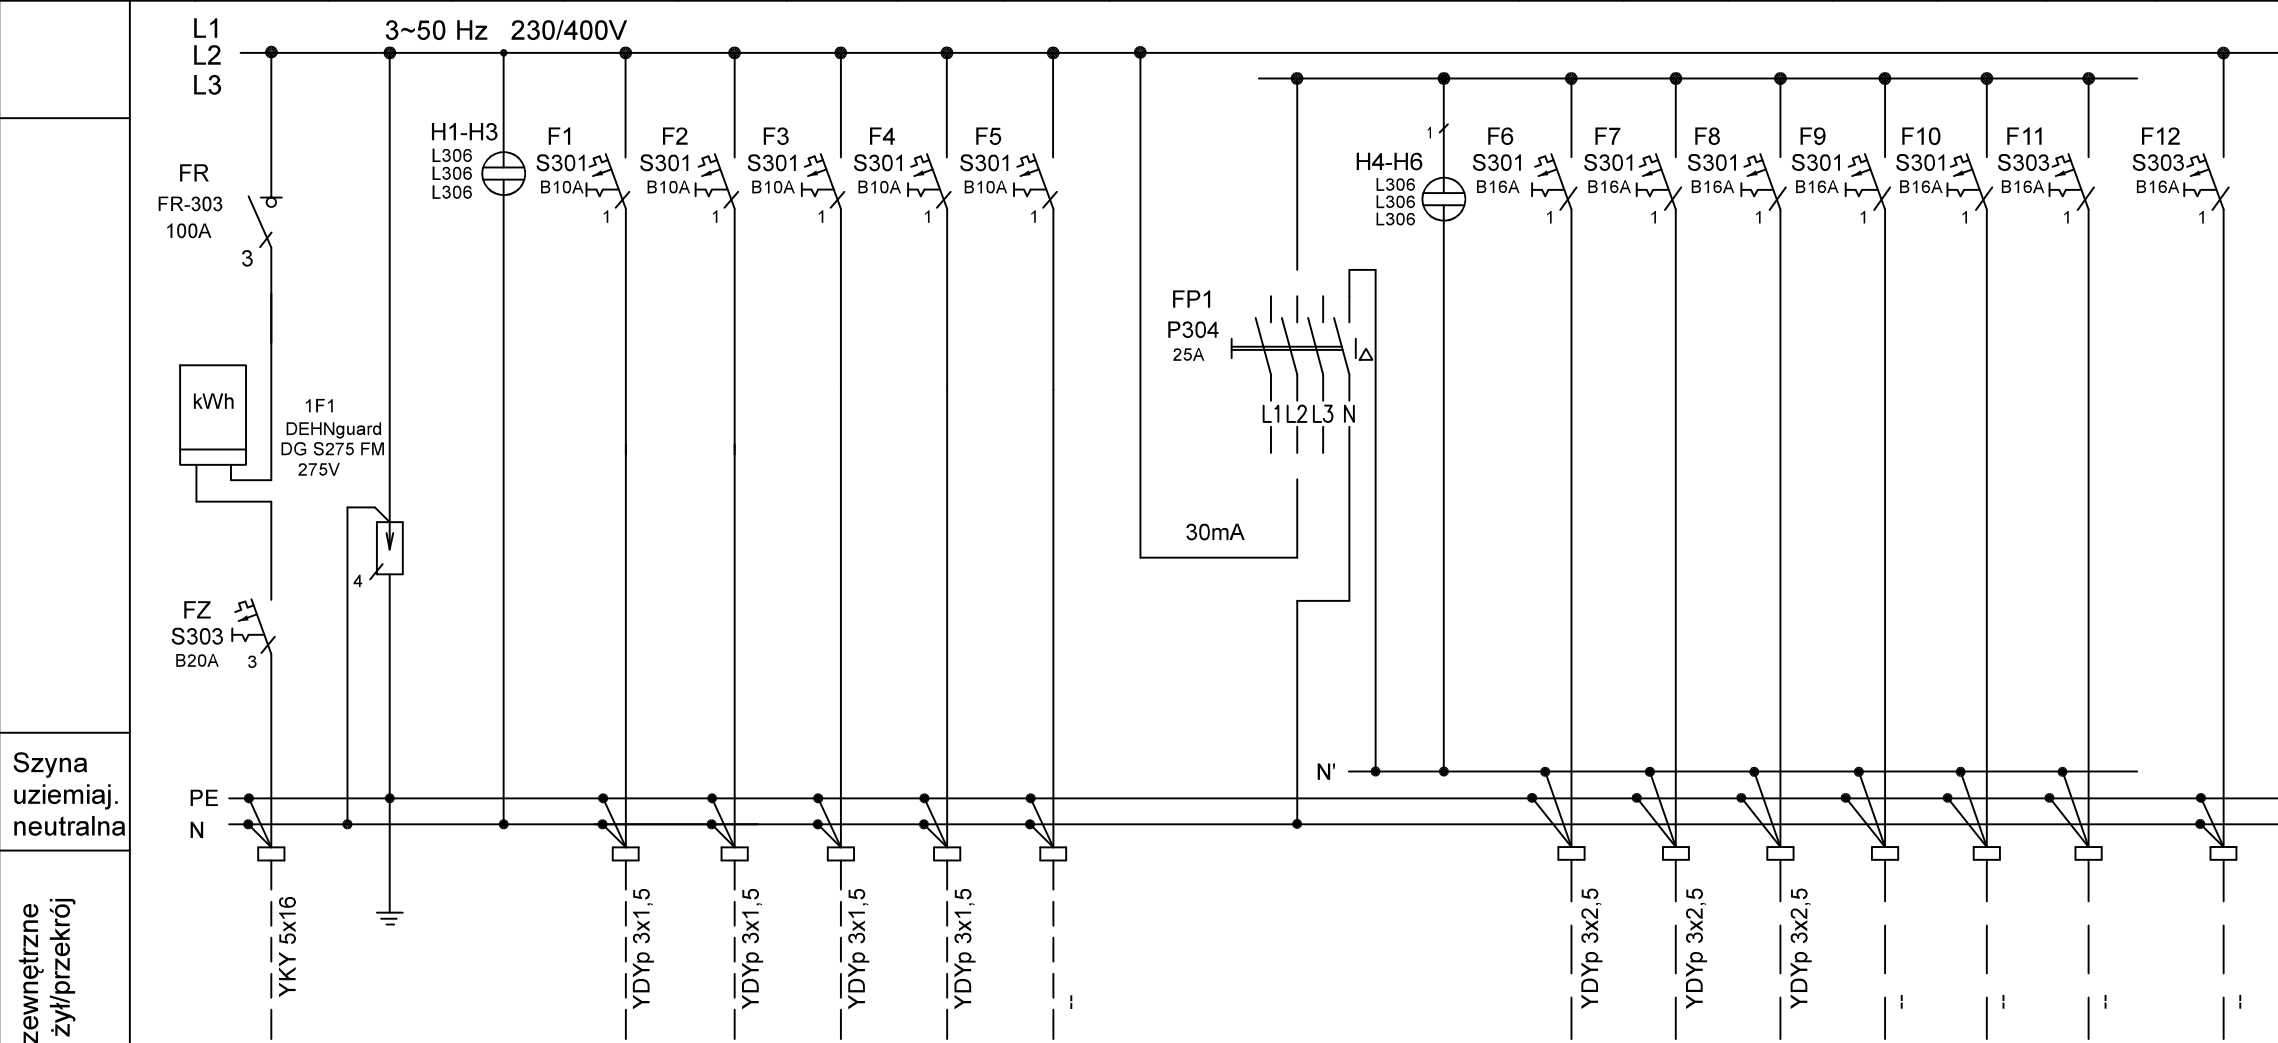 L1
L2
L3
3~50 Hz 230/400V
FR
FR-303
100A
3
kWh
1F1
DEHNguard
DG S275 FM
275V
4
FZ
S303
B20A
3
H1-H3
L306
L306
L306
F1
S301
B10A
1
F2
S301
B10A
1
F3
S301
B10A
1
F4
S301
B10A
1
F5
S301
B10A
1
FP1
P304
25A
L1 L2 L3 N
30mA
1
H4-H6
L306
L306
L306
F6
S301
B16A
1
F7
S301
B16A
1
F8
S301
B16A
1
F9
S301
B16A
1
F10
S301
B16A
1
F11
S303
B16A
1
F12
S303
B16A
1
Szyna
uziemiaj.
neutralna
N'
PE
N
zewnętrzne
żył/przekrój
YKY 5x16
YDYp 3x1,5
YDYp 3x1,5
YDYp 3x1,5
YDYp 3x1,5
--
YDYp 3x2,5
YDYp 3x2,5
YDYp 3x2,5
--
--
--
--